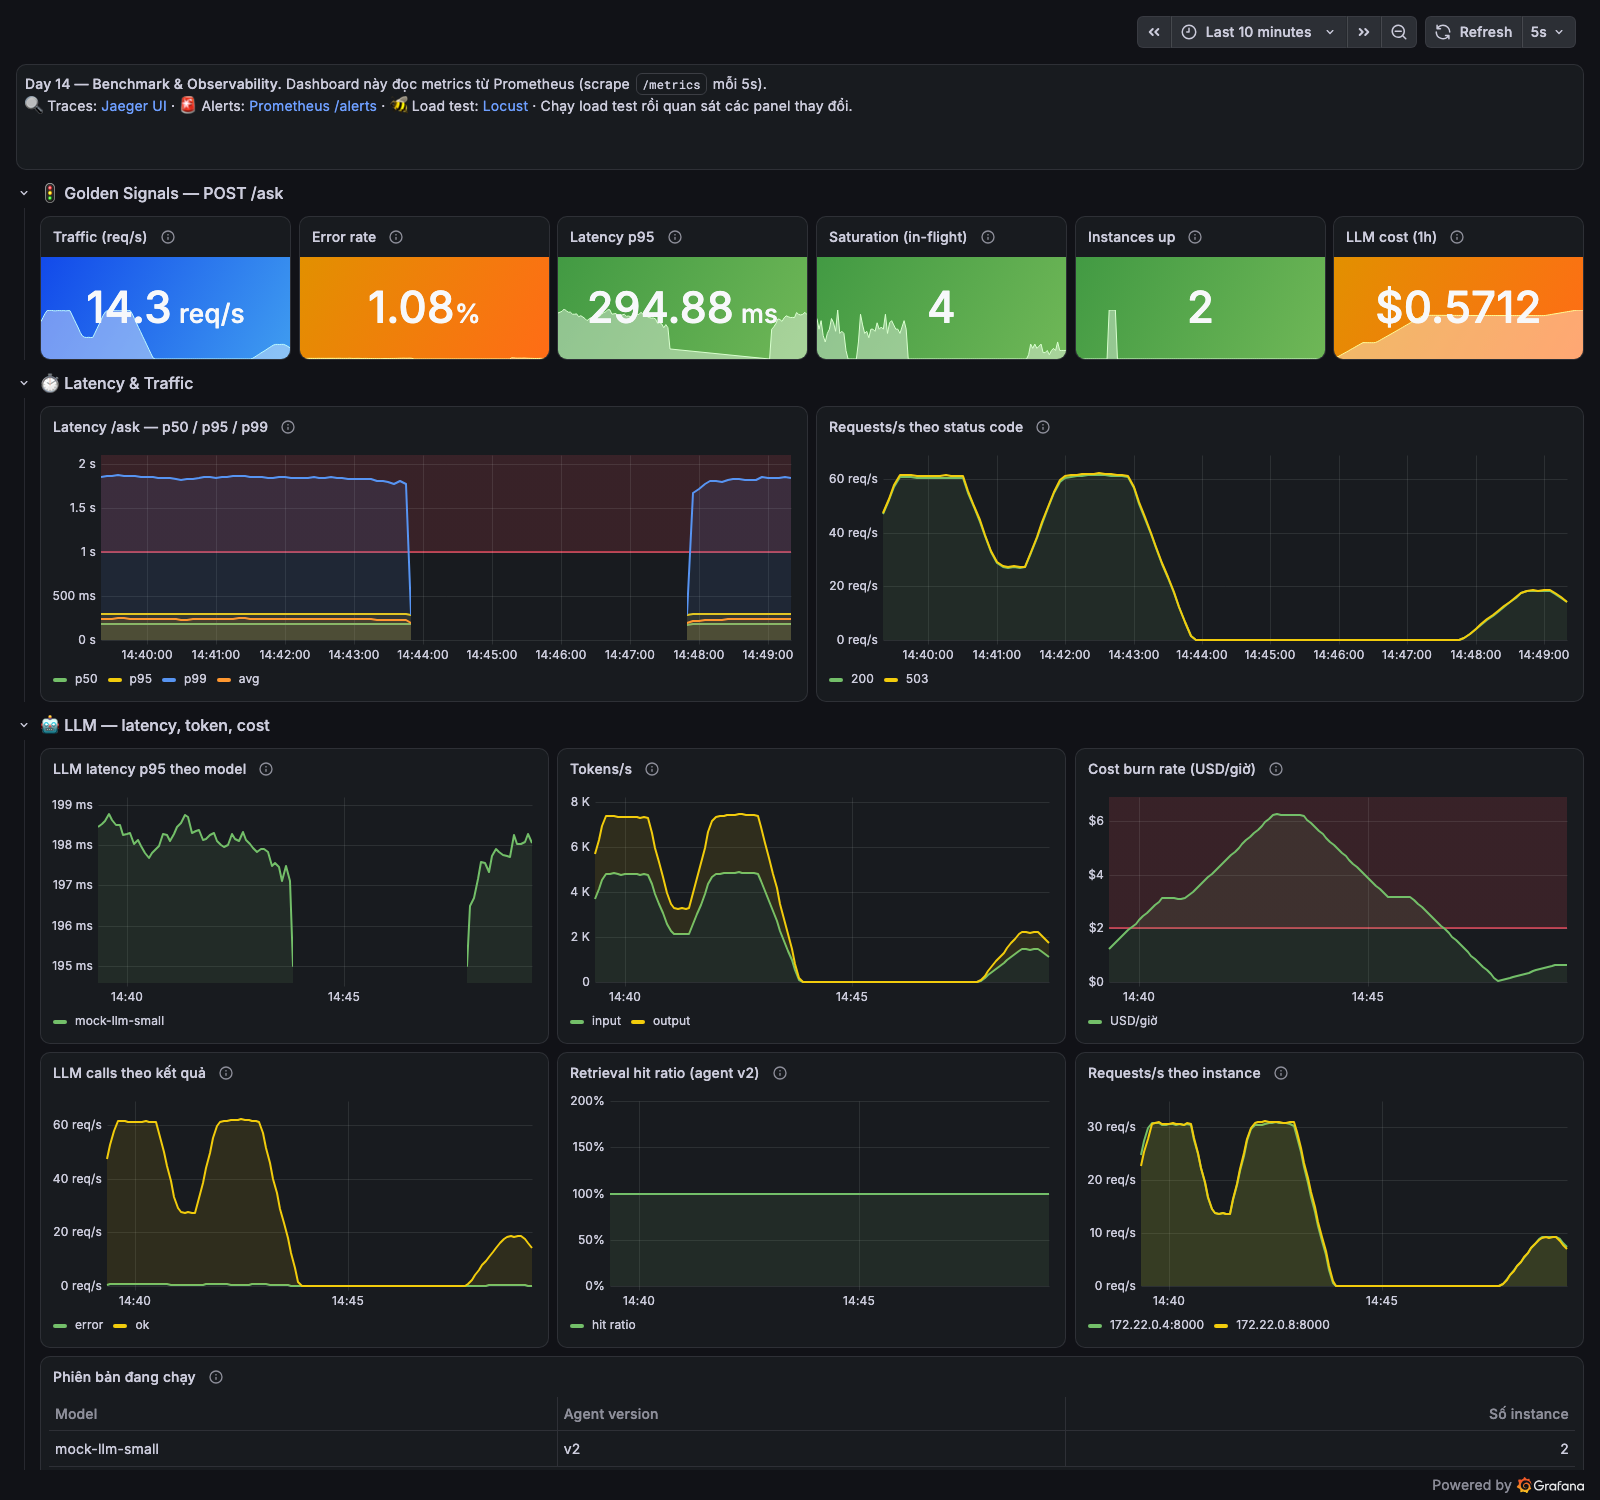 Last 10 minutes
Refresh
5s
Day 14 — Benchmark & Observability. Dashboard này đọc metrics từ Prometheus (scrape /metrics mỗi 5s).
Traces: Jaeger UI · Alerts: Prometheus /alerts · Load test: Locust · Chạy load test rồi quan sát các panel thay đổi.
Golden Signals — POST /ask
Traffic (req/s)
14.3 req/s
Error rate
1.08%
Latency p95
294.88 ms
Saturation (in-flight)
4
Instances up
2
LLM cost (1h)
$0.5712
Latency & Traffic
Latency /ask — p50 / p95 / p99
2 s
1.5 s
1 s
500 ms
0 s
14:40:00 14:41:00 14:42:00 14:43:00 14:44:00 14:45:00 14:46:00 14:47:00 14:48:00 14:49:00
p50 p95 p99 avg
Requests/s theo status code
60 req/s
40 req/s
20 req/s
0 req/s
14:40:00 14:41:00 14:42:00 14:43:00 14:44:00 14:45:00 14:46:00 14:47:00 14:48:00 14:49:00
200 503
LLM — latency, token, cost
LLM latency p95 theo model
199 ms
198 ms
197 ms
196 ms
195 ms
14:40 14:45
mock-llm-small
Tokens/s
8 K
6 K
4 K
2 K
0
14:40 14:45
input output
Cost burn rate (USD/giờ)
$6
$4
$2
$0
14:40 14:45
USD/giờ
LLM calls theo kết quả
60 req/s
40 req/s
20 req/s
0 req/s
14:40 14:45
error ok
Retrieval hit ratio (agent v2)
200%
150%
100%
50%
0%
14:40 14:45
hit ratio
Requests/s theo instance
30 req/s
20 req/s
10 req/s
0 req/s
14:40 14:45
172.22.0.4:8000 172.22.0.8:8000
Phiên bản đang chạy
Model Agent version Số instance
mock-llm-small v2 2
Powered by Grafana